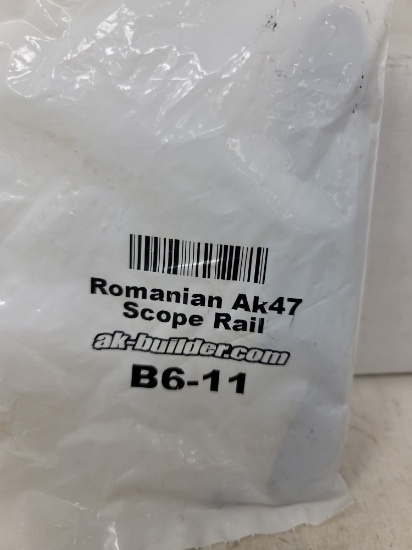 Romanian Ak47
Scope Rail
ak-builder.com
B6-11